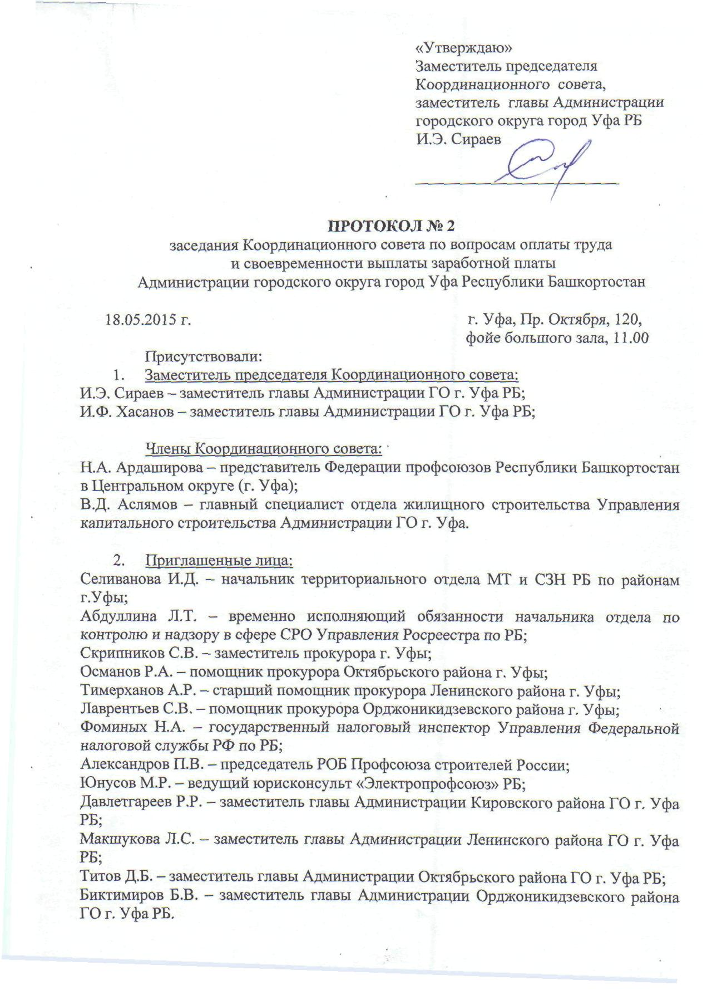 «Утверждаю»
Заместитель председателя
Координационного совета,
заместитель главы Администрации
городского округа город Уфа РБ
И.Э. Сираев
ПРОТОКОЛ № 2
заседания Координационного совета по вопросам оплаты труда
и своевременности выплаты заработной платы
Администрации городского округа город Уфа Республики Башкортостан
18.05.2015 г. г. Уфа, Пр. Октября, 120,
фойе большого зала, 11.00
Присутствовали:
1. Заместитель председателя Координационного совета:
И.Э. Сираев – заместитель главы Администрации ГО г. Уфа РБ;
И.Ф. Хасанов – заместитель главы Администрации ГО г. Уфа РБ;
Члены Координационного совета:
Н.А. Ардаширова – представитель Федерации профсоюзов Республики Башкортостан
в Центральном округе (г. Уфа);
В.Д. Аслямов – главный специалист отдела жилищного строительства Управления
капитального строительства Администрации ГО г. Уфа.
2. Приглашенные лица:
Селиванова И.Д. – начальник территориального отдела МТ и СЗН РБ по районам
г.Уфы;
Абдуллина Л.Т. – временно исполняющий обязанности начальника отдела по
контролю и надзору в сфере СРО Управления Росреестра по РБ;
Скрипников С.В. – заместитель прокурора г. Уфы;
Османов Р.А. – помощник прокурора Октябрьского района г. Уфы;
Тимерханов А.Р. – старший помощник прокурора Ленинского района г. Уфы;
Лаврентьев С.В. – помощник прокурора Орджоникидзевского района г. Уфы;
Фоминых Н.А. – государственный налоговый инспектор Управления Федеральной
налоговой службы РФ по РБ;
Александров П.В. – председатель РОБ Профсоюза строителей России;
Юнусов М.Р. – ведущий юрисконсульт «Электропрофсоюз» РБ;
Давлетгареев Р.Р. – заместитель главы Администрации Кировского района ГО г. Уфа
РБ;
Макшукова Л.С. – заместитель главы Администрации Ленинского района ГО г. Уфа
РБ;
Титов Д.Б. – заместитель главы Администрации Октябрьского района ГО г. Уфа РБ;
Биктимиров Б.В. – заместитель главы Администрации Орджоникидзевского района
ГО г. Уфа РБ.